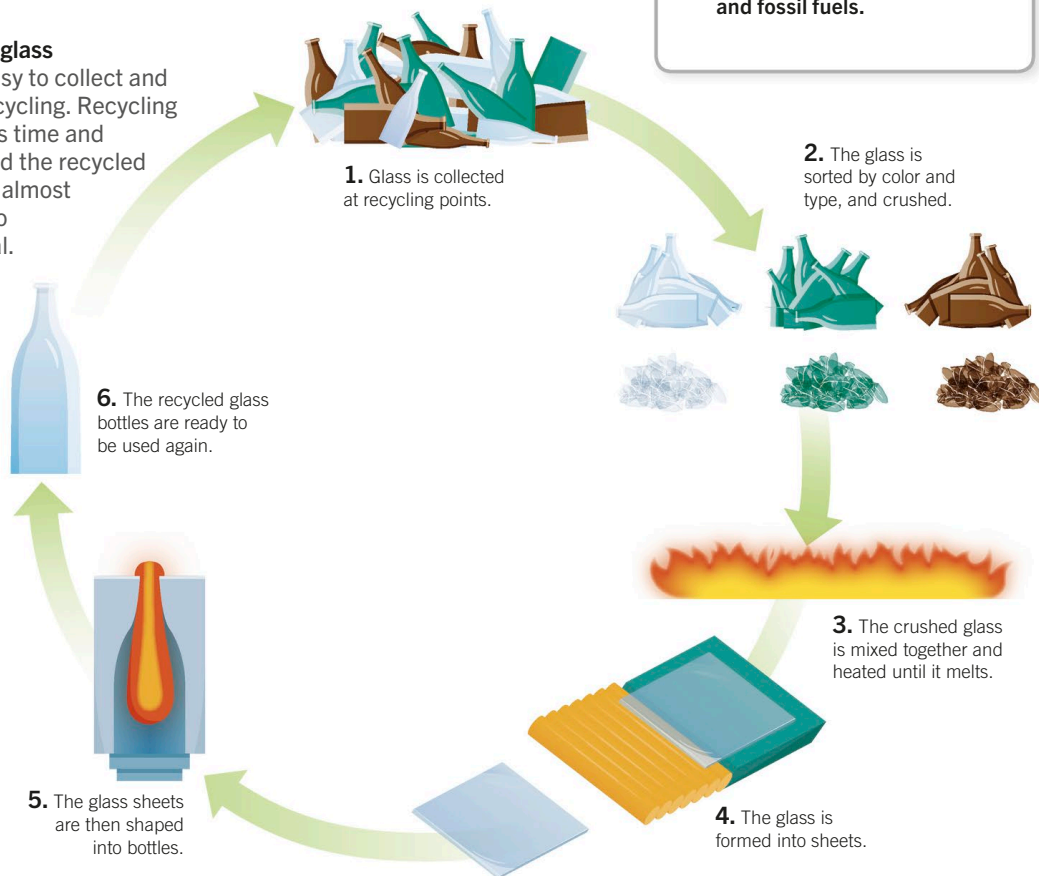 and fossil fuels.
glass
sy to collect and
cycling. Recycling
s time and
d the recycled
almost
o
l.
1. Glass is collected
at recycling points.
2. The glass is
sorted by color and
type, and crushed.
3. The crushed glass
is mixed together and
heated until it melts.
4. The glass is
formed into sheets.
5. The glass sheets
are then shaped
into bottles.
6. The recycled glass
bottles are ready to
be used again.